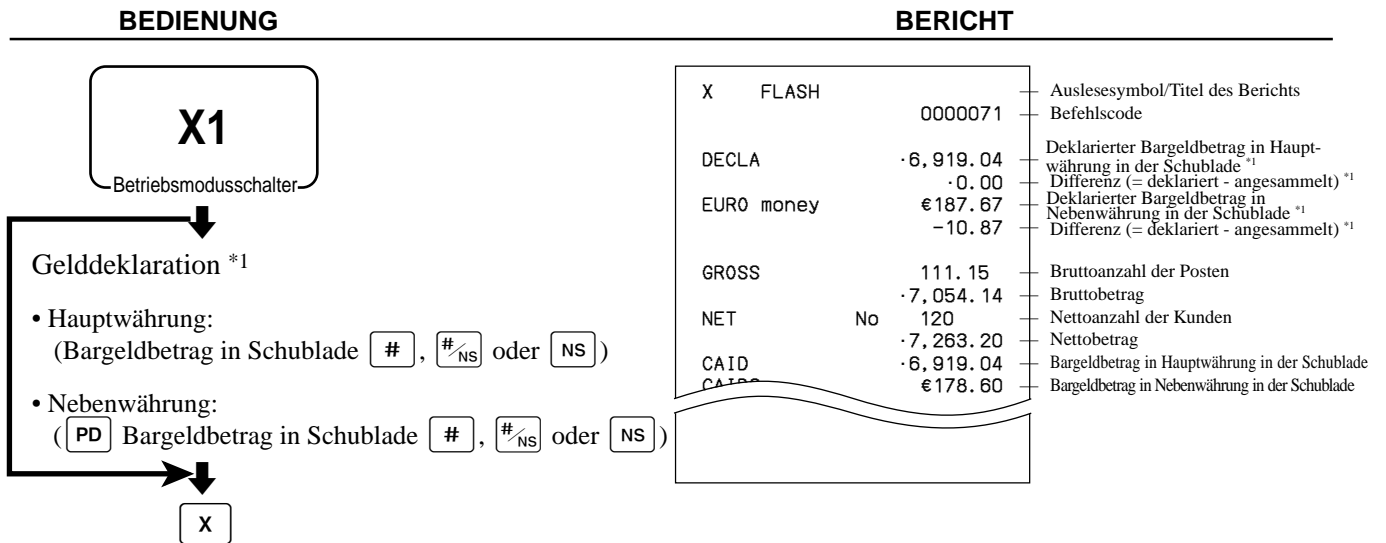 BEDIENUNG
X1
Betriebsmodusschalter
Gelddeklaration *1
• Hauptwährung:
(Bargeldbetrag in Schublade #, #/NS oder NS)
• Nebenwährung:
(PD Bargeldbetrag in Schublade #, #/NS oder NS)
X
BERICHT
X FLASH — Auslesesymbol/Titel des Berichts
0000071 — Befehlscode
DECLA ·6,919.04 — Deklarierter Bargeldbetrag in Haupt-
währung in der Schublade *1
·0.00 — Differenz (= deklariert - angesammelt) *1
EURO money €187.67 — Deklarierter Bargeldbetrag in
Nebenwährung in der Schublade *1
-10.87 — Differenz (= deklariert - angesammelt) *1
GROSS 111.15 — Bruttoanzahl der Posten
·7,054.14 — Bruttobetrag
NET No 120 — Nettoanzahl der Kunden
·7,263.20 — Nettobetrag
CAID ·6,919.04 — Bargeldbetrag in Hauptwährung in der Schublade
€178.60 — Bargeldbetrag in Nebenwährung in der Schublade